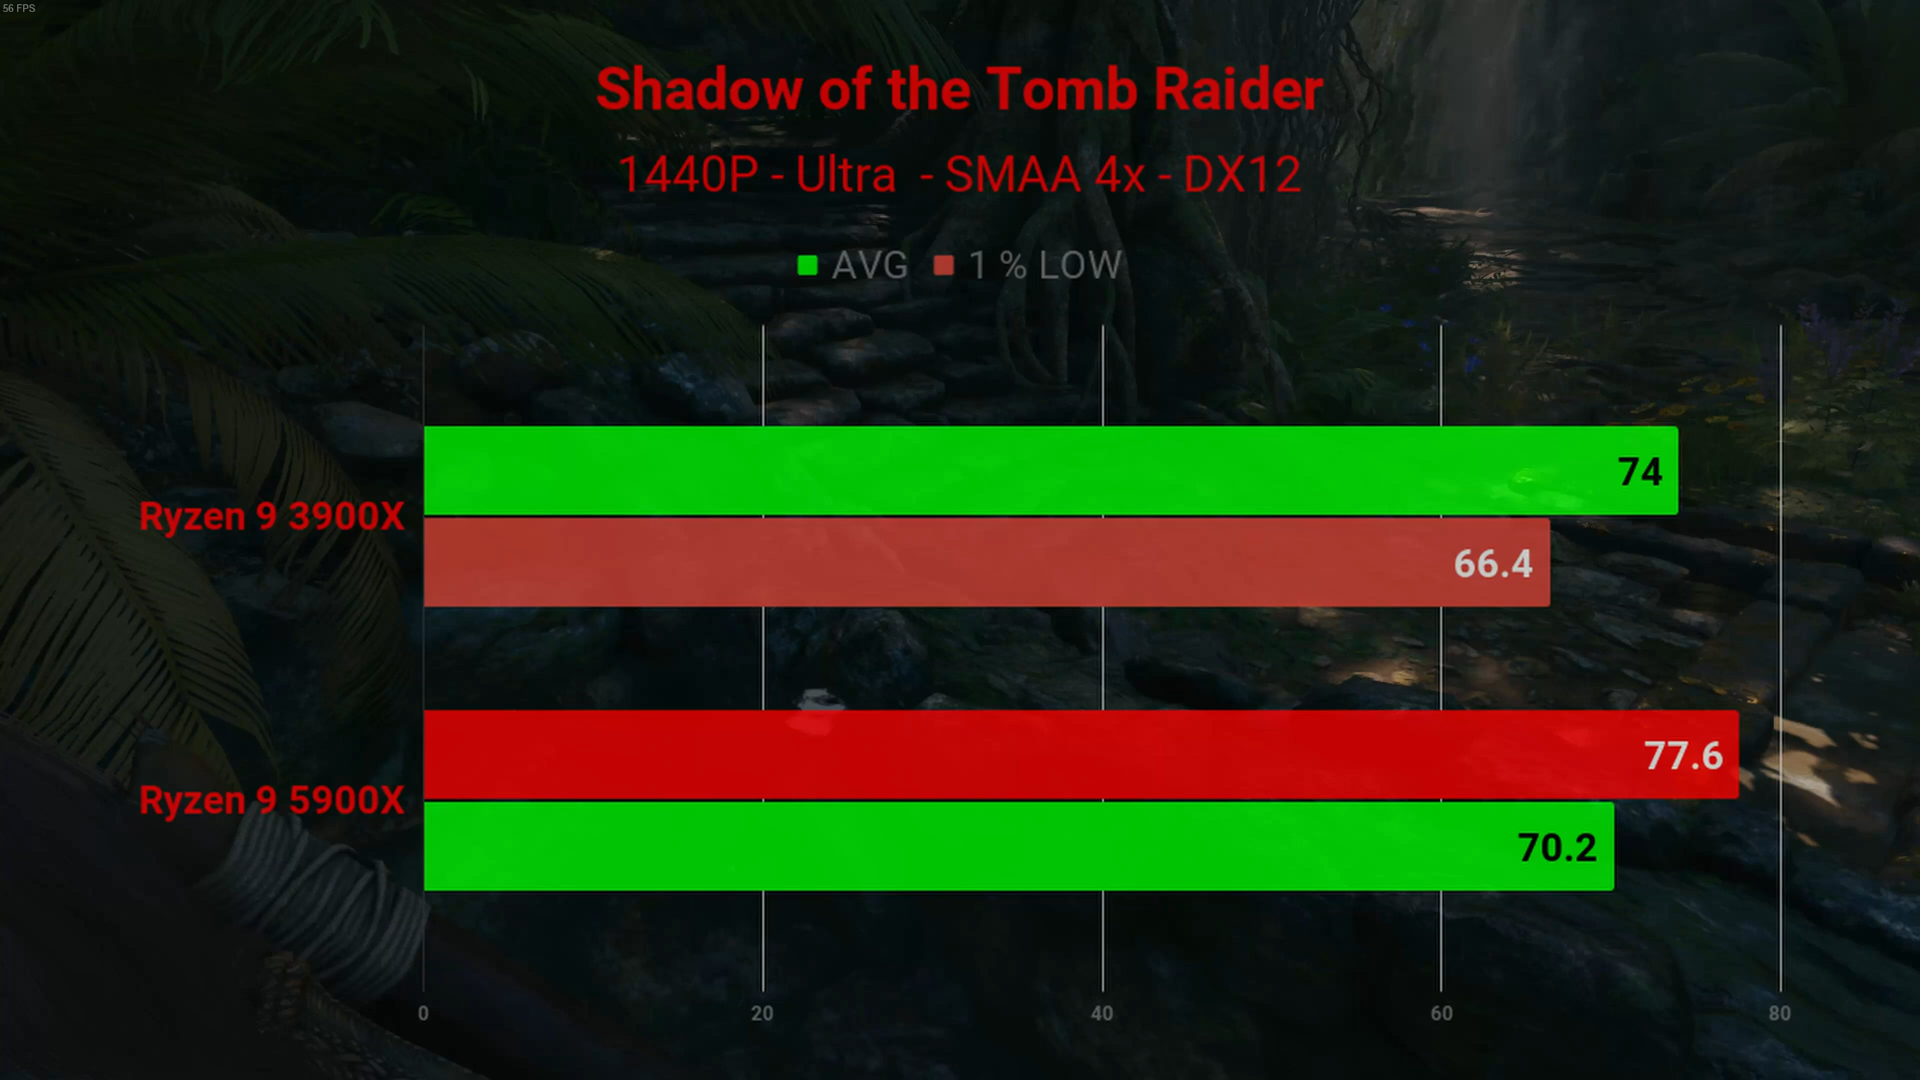 56 FPS
Shadow of the Tomb Raider
1440P - Ultra - SMAA 4x - DX12
AVG 1 % LOW
74
Ryzen 9 3900X
66.4
77.6
Ryzen 9 5900X
70.2
0 20 40 60 80